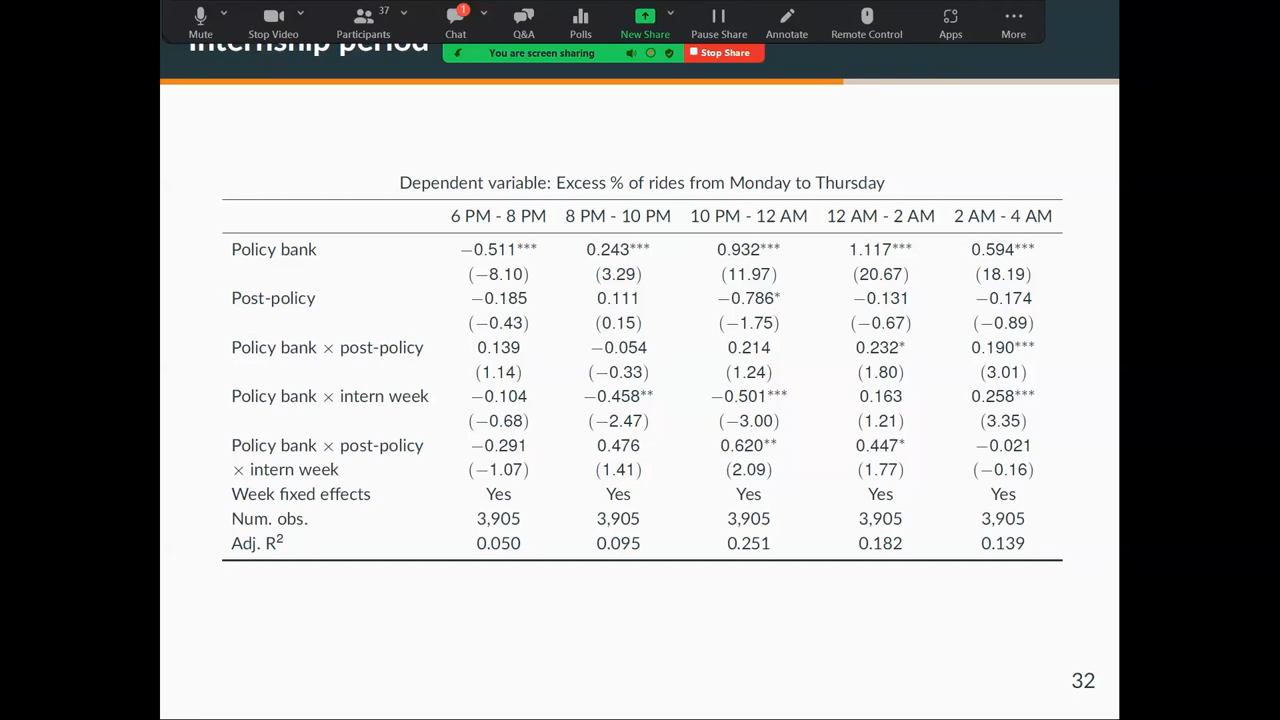 37
1
Mute Stop Video Participants Chat Q&A Polls New Share Pause Share Annotate Remote Control Apps More
Internship period
You are screen sharing Stop Share
Dependent variable: Excess % of rides from Monday to Thursday
6 PM - 8 PM 8 PM - 10 PM 10 PM - 12 AM 12 AM - 2 AM 2 AM - 4 AM
Policy bank −0.511*** 0.243*** 0.932*** 1.117*** 0.594***
(−8.10) (3.29) (11.97) (20.67) (18.19)
Post-policy −0.185 0.111 −0.786* −0.131 −0.174
(−0.43) (0.15) (−1.75) (−0.67) (−0.89)
Policy bank × post-policy 0.139 −0.054 0.214 0.232* 0.190***
(1.14) (−0.33) (1.24) (1.80) (3.01)
Policy bank × intern week −0.104 −0.458** −0.501*** 0.163 0.258***
(−0.68) (−2.47) (−3.00) (1.21) (3.35)
Policy bank × post-policy −0.291 0.476 0.620** 0.447* −0.021
× intern week (−1.07) (1.41) (2.09) (1.77) (−0.16)
Week fixed effects Yes Yes Yes Yes Yes
Num. obs. 3,905 3,905 3,905 3,905 3,905
Adj. R² 0.050 0.095 0.251 0.182 0.139
32